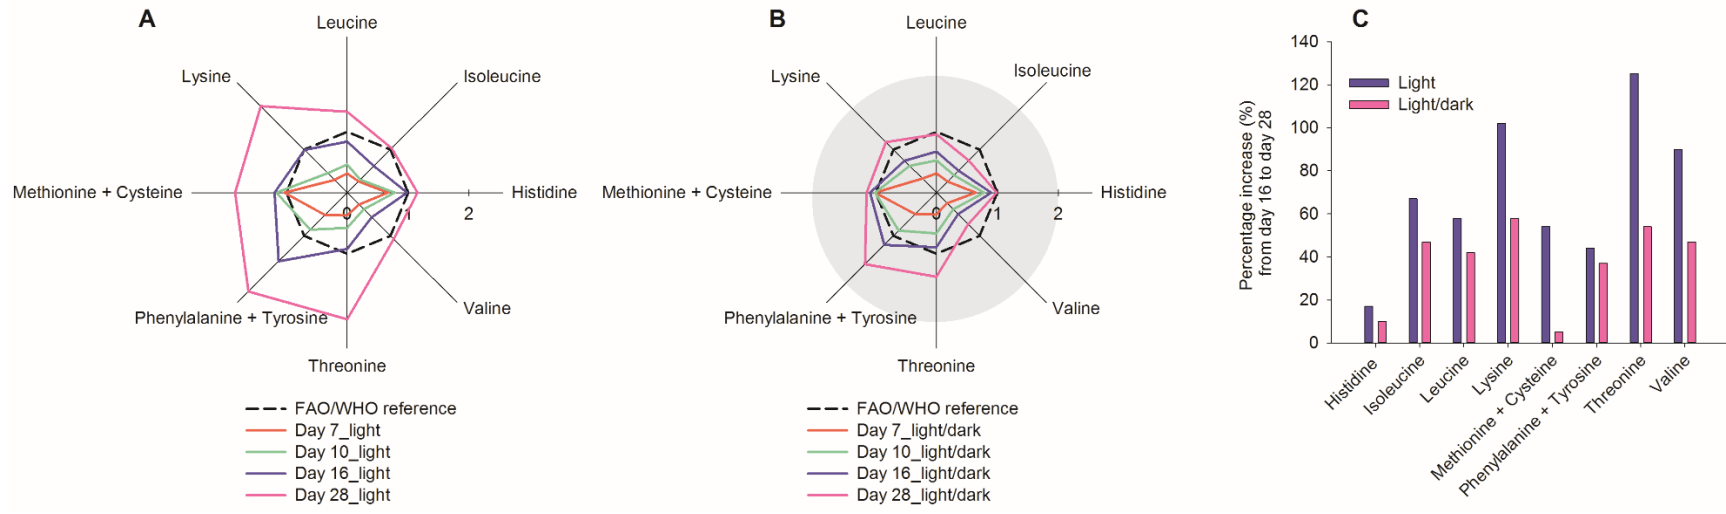 A
Leucine
Lysine
Isoleucine
Methionine + Cysteine
0
1
2
Histidine
Phenylalanine + Tyrosine
Valine
Threonine
FAO/WHO reference
Day 7_light
Day 10_light
Day 16_light
Day 28_light
B
Leucine
Lysine
Isoleucine
Methionine + Cysteine
0
1
2
Histidine
Phenylalanine + Tyrosine
Valine
Threonine
FAO/WHO reference
Day 7_light/dark
Day 10_light/dark
Day 16_light/dark
Day 28_light/dark
C
Percentage increase (%)
from day 16 to day 28
140
120
100
80
60
40
20
0
Light
Light/dark
Histidine
Isoleucine
Leucine
Lysine
Methionine + Cysteine
Phenylalanine + Tyrosine
Threonine
Valine